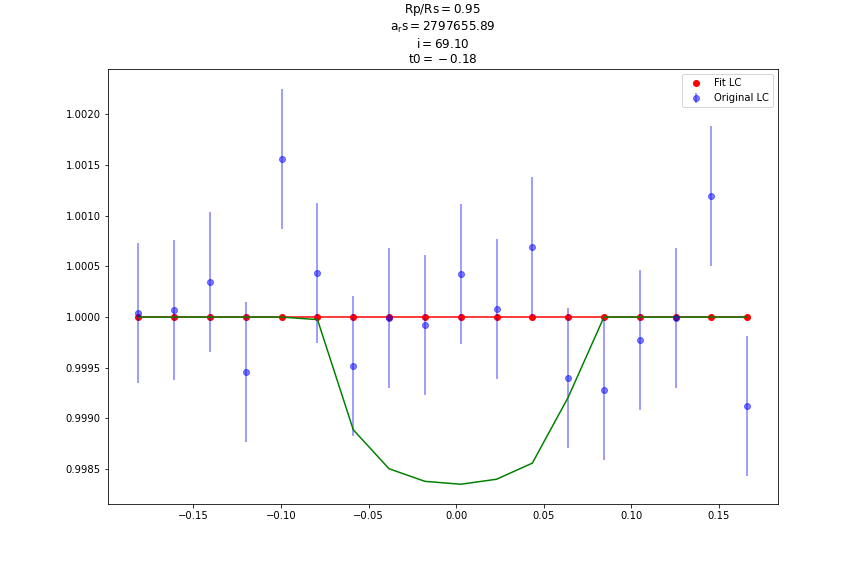 Rp/Rs = 0.95
a_rs = 2797655.89
i = 69.10
t0 = −0.18
Fit LC
Original LC
1.0020
1.0015
1.0010
1.0005
1.0000
0.9995
0.9990
0.9985
−0.15 −0.10 −0.05 0.00 0.05 0.10 0.15